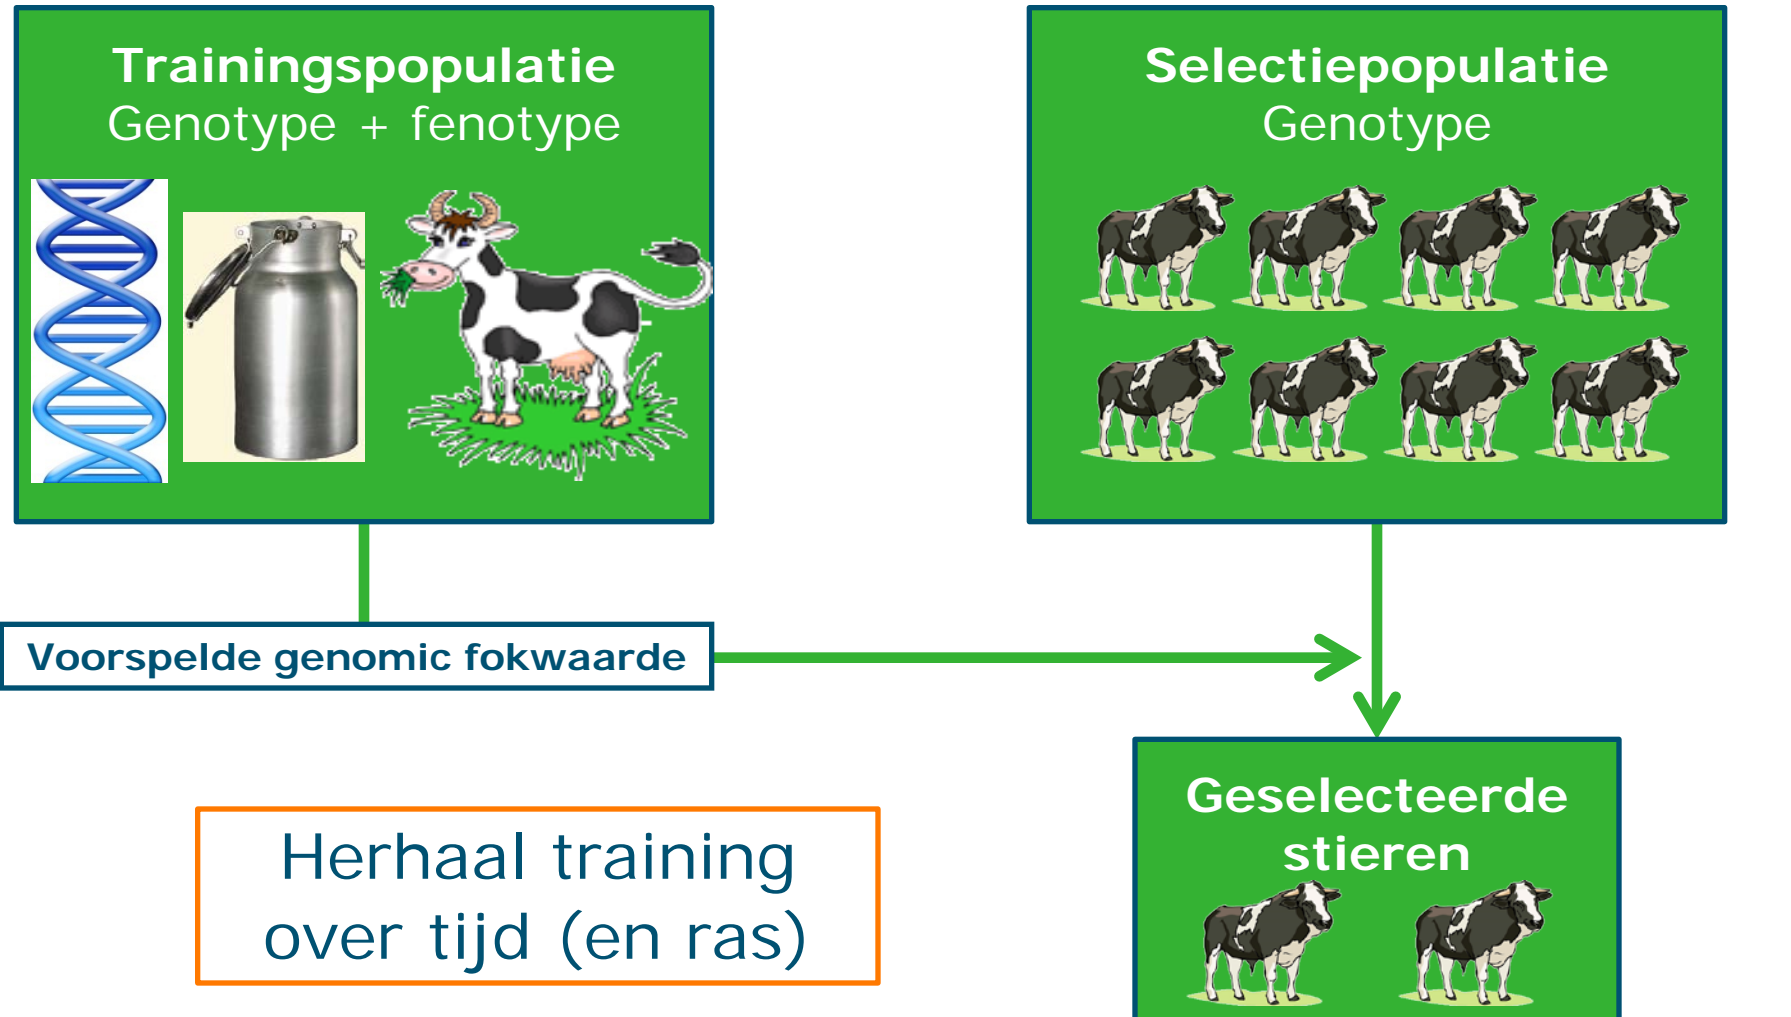 Trainingspopulatie
Genotype + fenotype
Selectiepopulatie
Genotype
Voorspelde genomic fokwaarde
Herhaal training
over tijd (en ras)
Geselecteerde
stieren